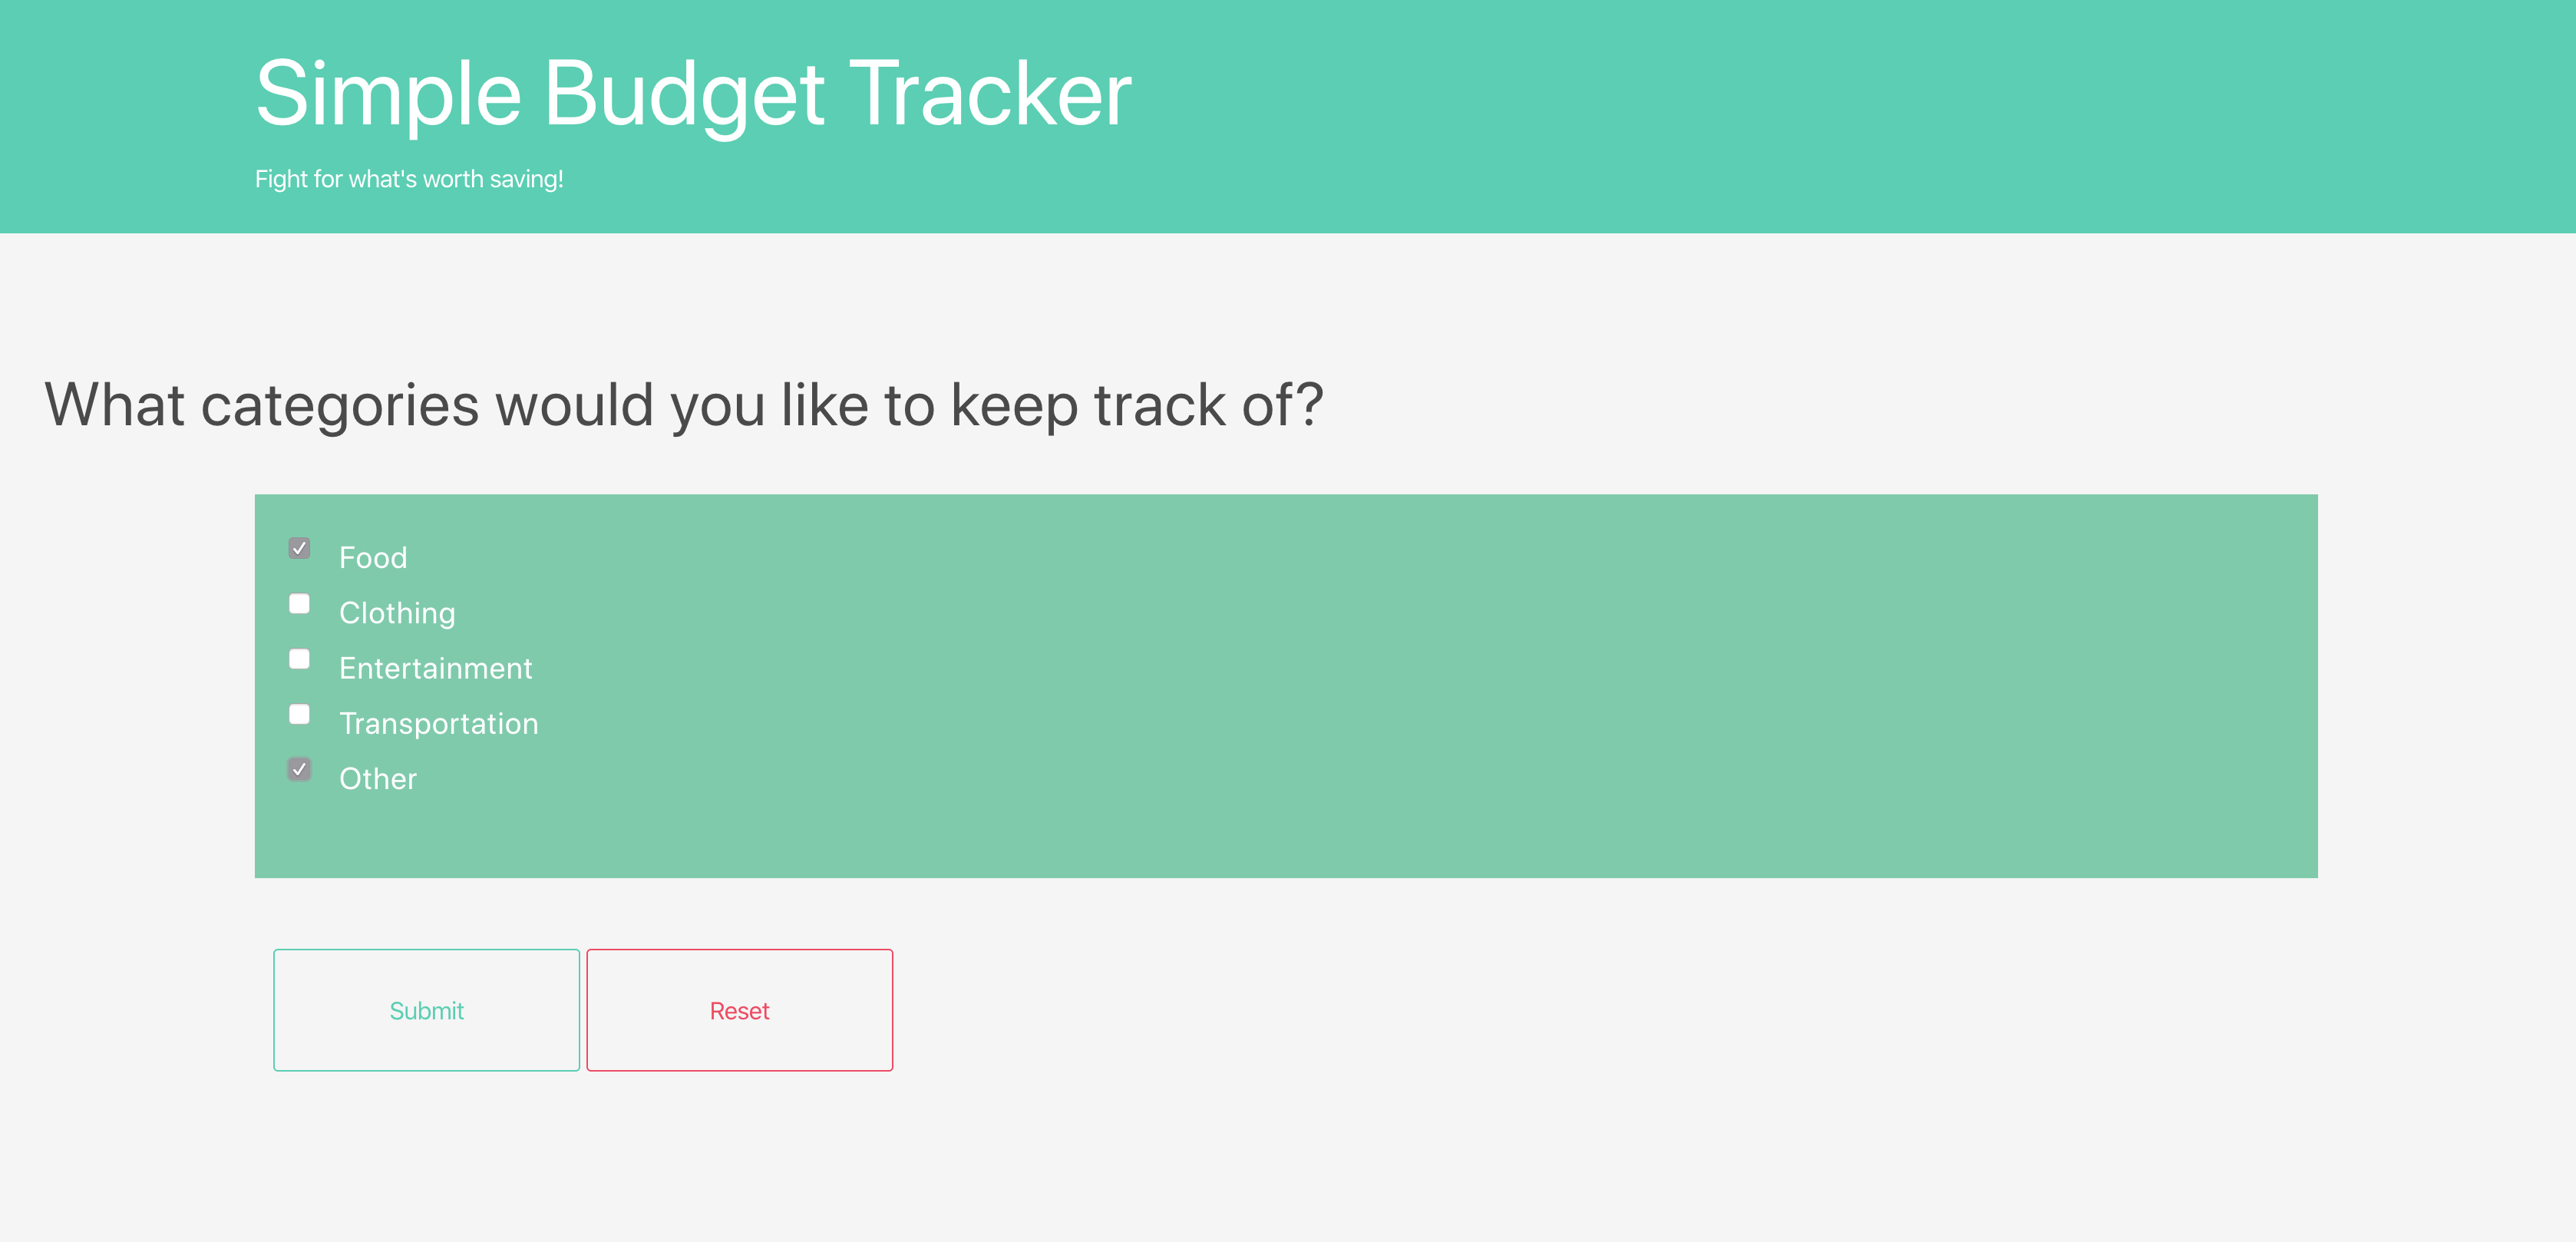 Simple Budget Tracker
Fight for what's worth saving!
What categories would you like to keep track of?
Food
Clothing
Entertainment
Transportation
Other
Submit
Reset